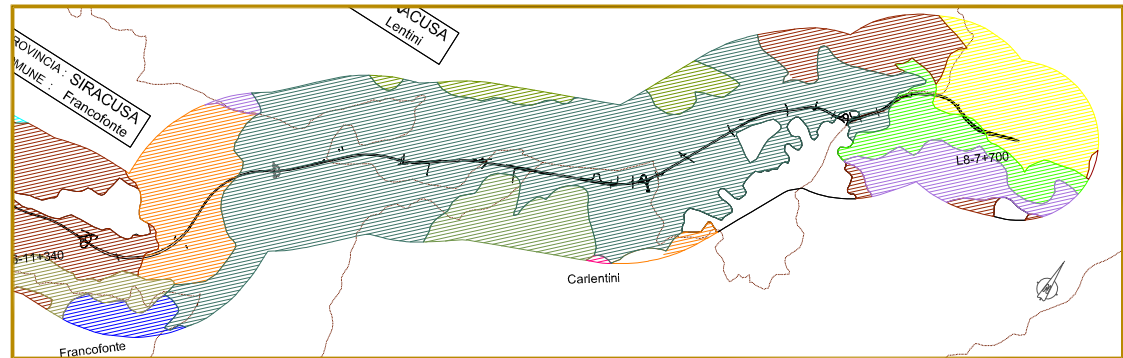 ACUSA
Lentini
ROVINCIA : SIRACUSA
MUNE : Francofonte
L8-7+700
-11+340
Carlentini
Francofonte